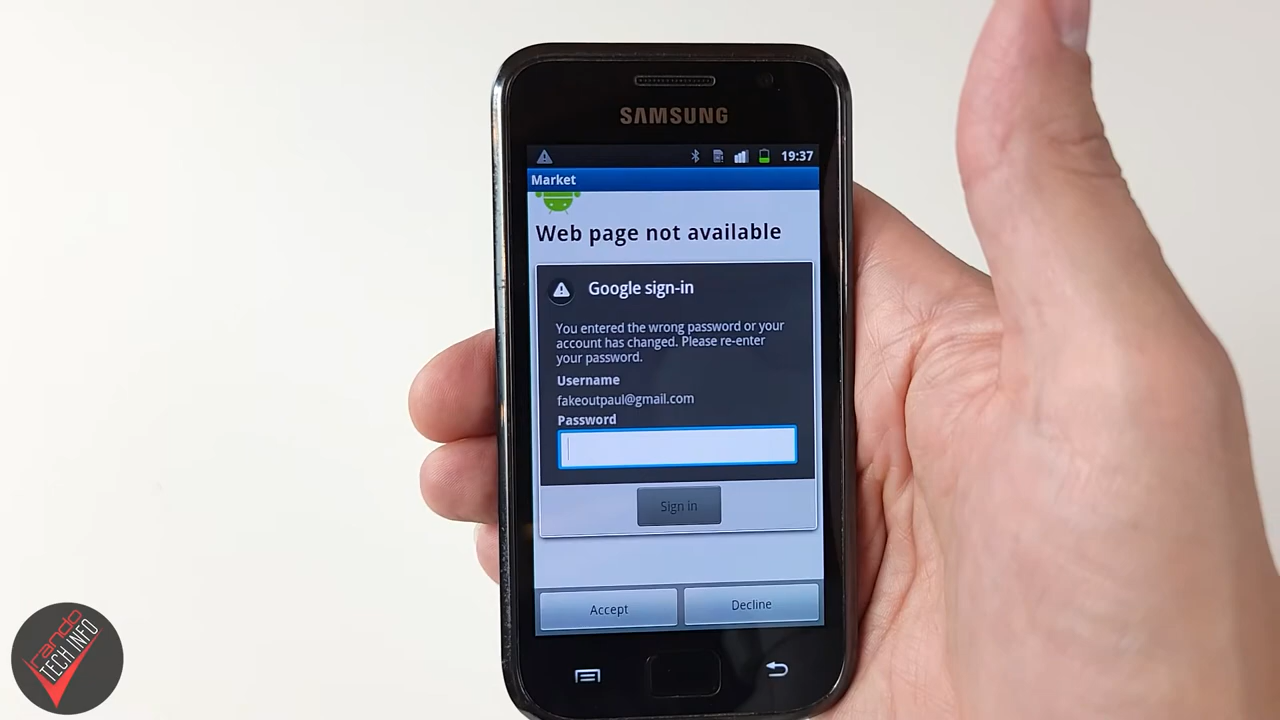 SAMSUNG
19:37
Market
Web page not available
Google sign-in
You entered the wrong password or your
account has changed. Please re-enter
your password.
Username
fakeoutpaul@gmail.com
Password
Sign in
Accept
Decline
Irando
TECH INFO